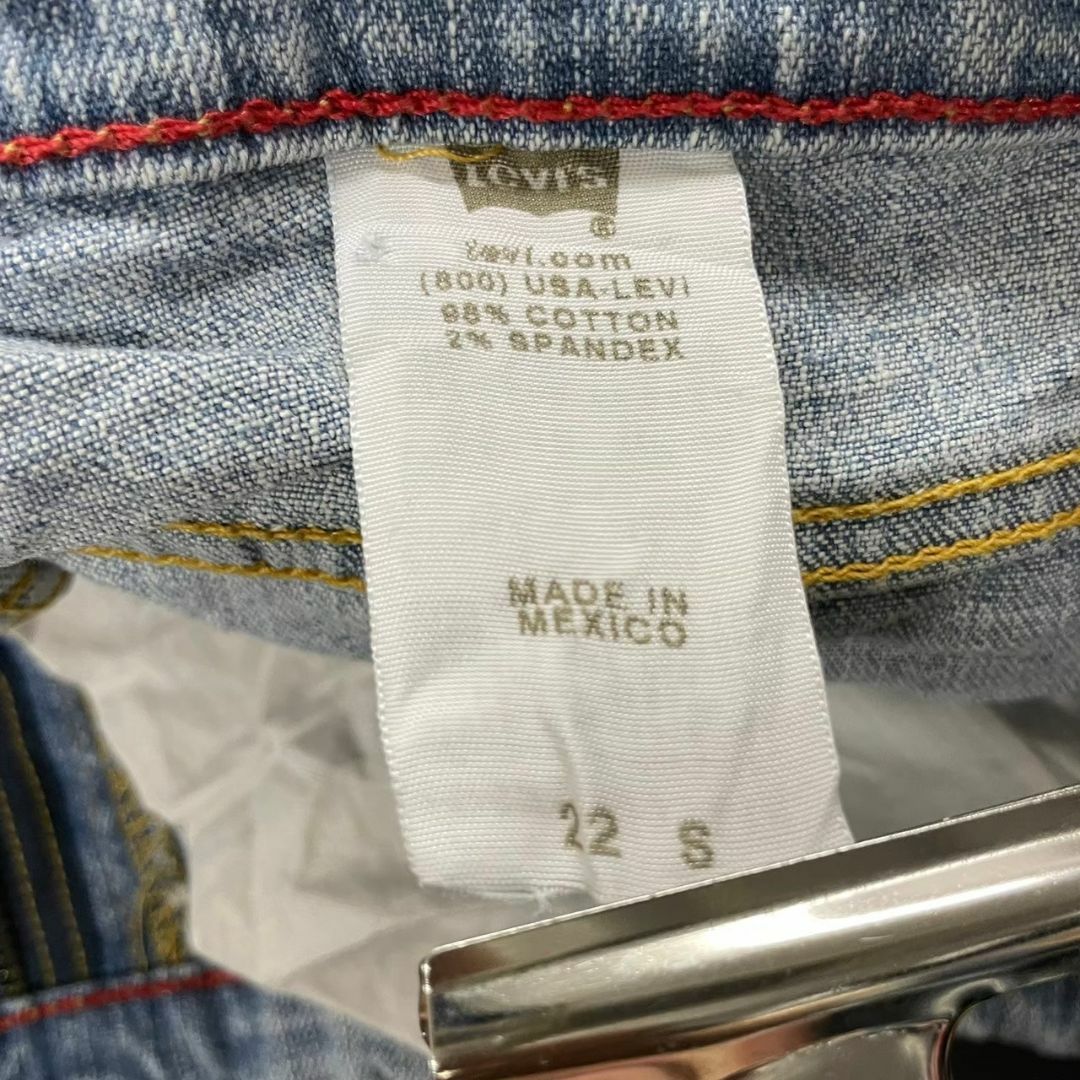 LEVI'S
®
levi.com
(800) USA-LEVI
98% COTTON
2% SPANDEX
MADE IN
MEXICO
22 S